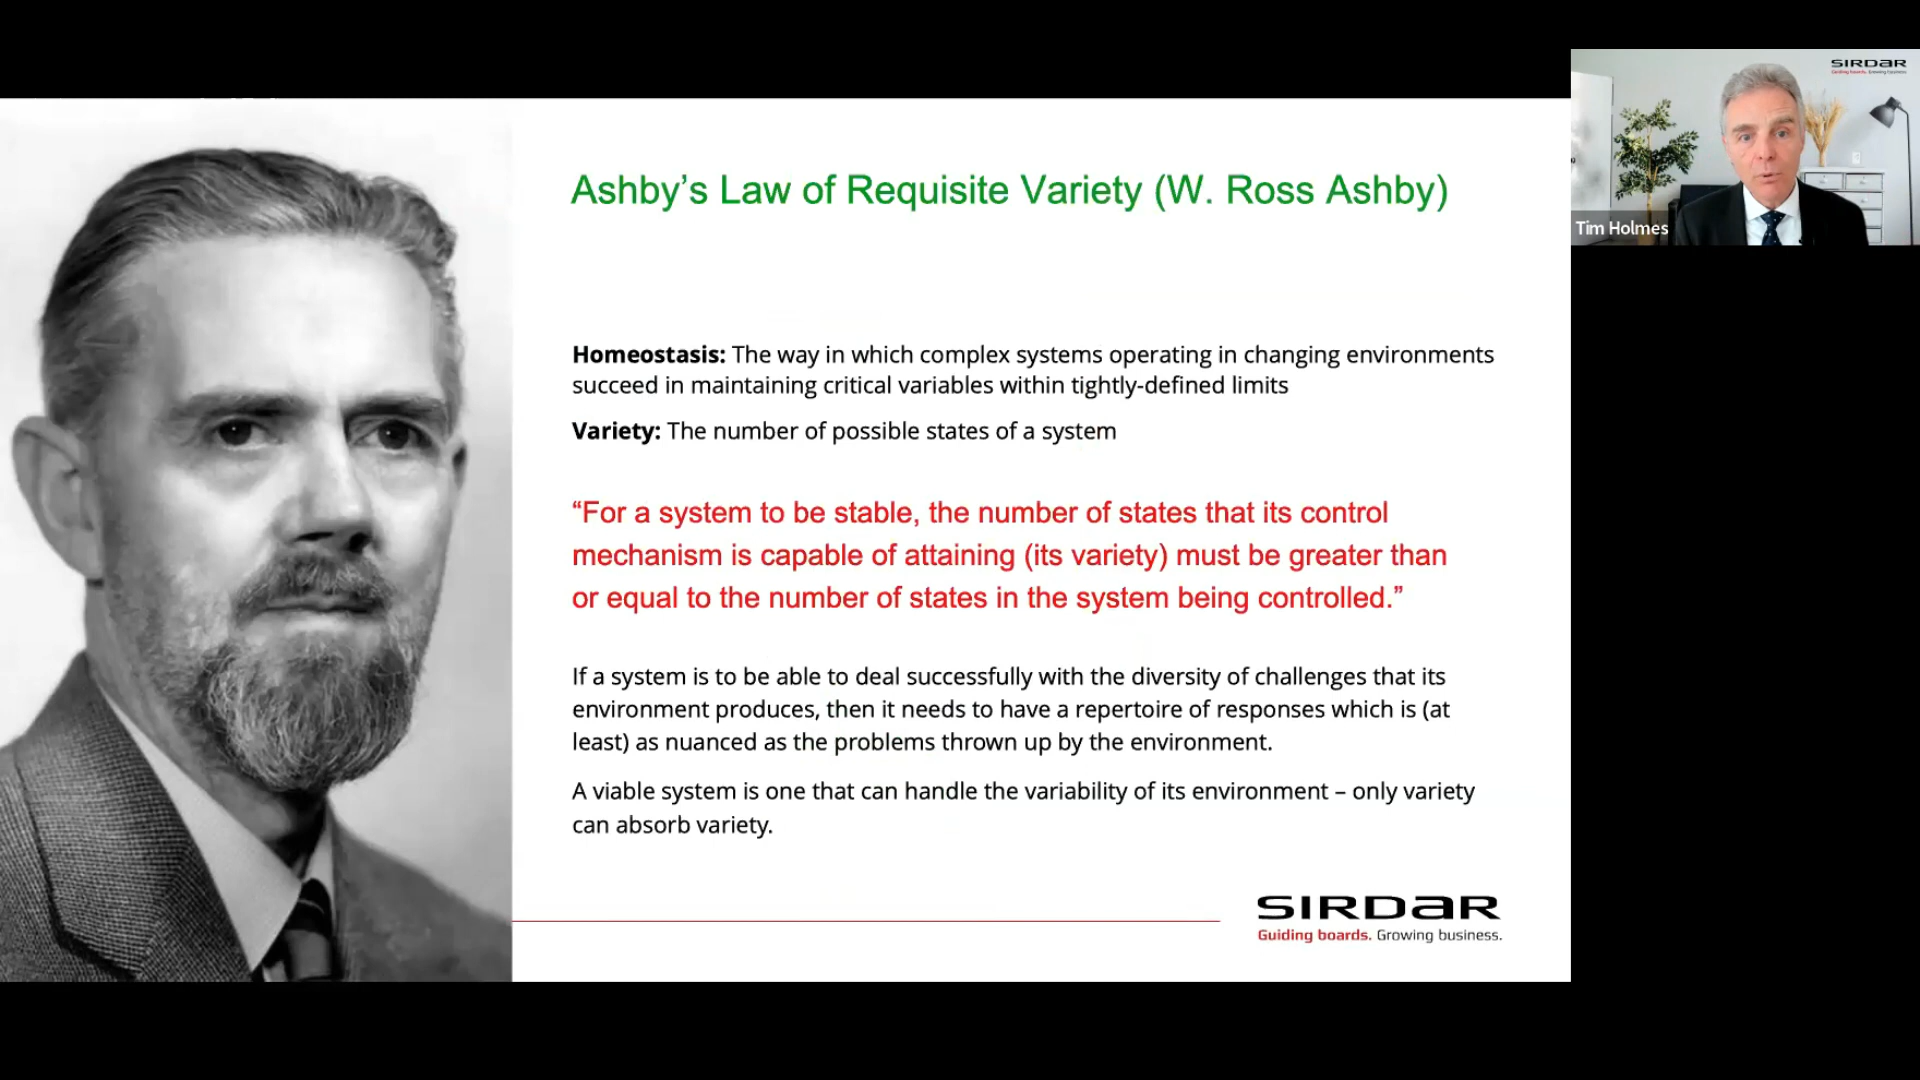 Ashby’s Law of Requisite Variety (W. Ross Ashby)
Homeostasis: The way in which complex systems operating in changing environments
succeed in maintaining critical variables within tightly-defined limits
Variety: The number of possible states of a system
“For a system to be stable, the number of states that its control
mechanism is capable of attaining (its variety) must be greater than
or equal to the number of states in the system being controlled.”
If a system is to be able to deal successfully with the diversity of challenges that its
environment produces, then it needs to have a repertoire of responses which is (at
least) as nuanced as the problems thrown up by the environment.
A viable system is one that can handle the variability of its environment – only variety
can absorb variety.
SIRDAR
Guiding boards. Growing business.
SIRDAR
Guiding boards. Growing business.
Tim Holmes